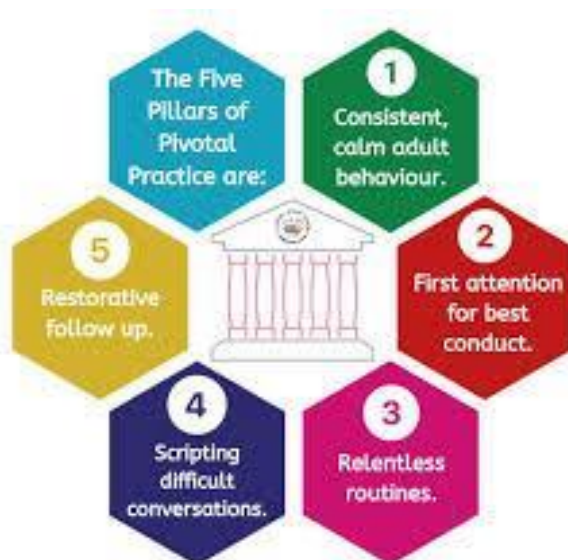 The Five
Pillars of
Pivotal
Practice are:
1
Consistent,
calm adult
behaviour.
2
First attention
for best
conduct.
3
Relentless
routines.
4
Scripting
difficult
conversations.
5
Restorative
follow up.